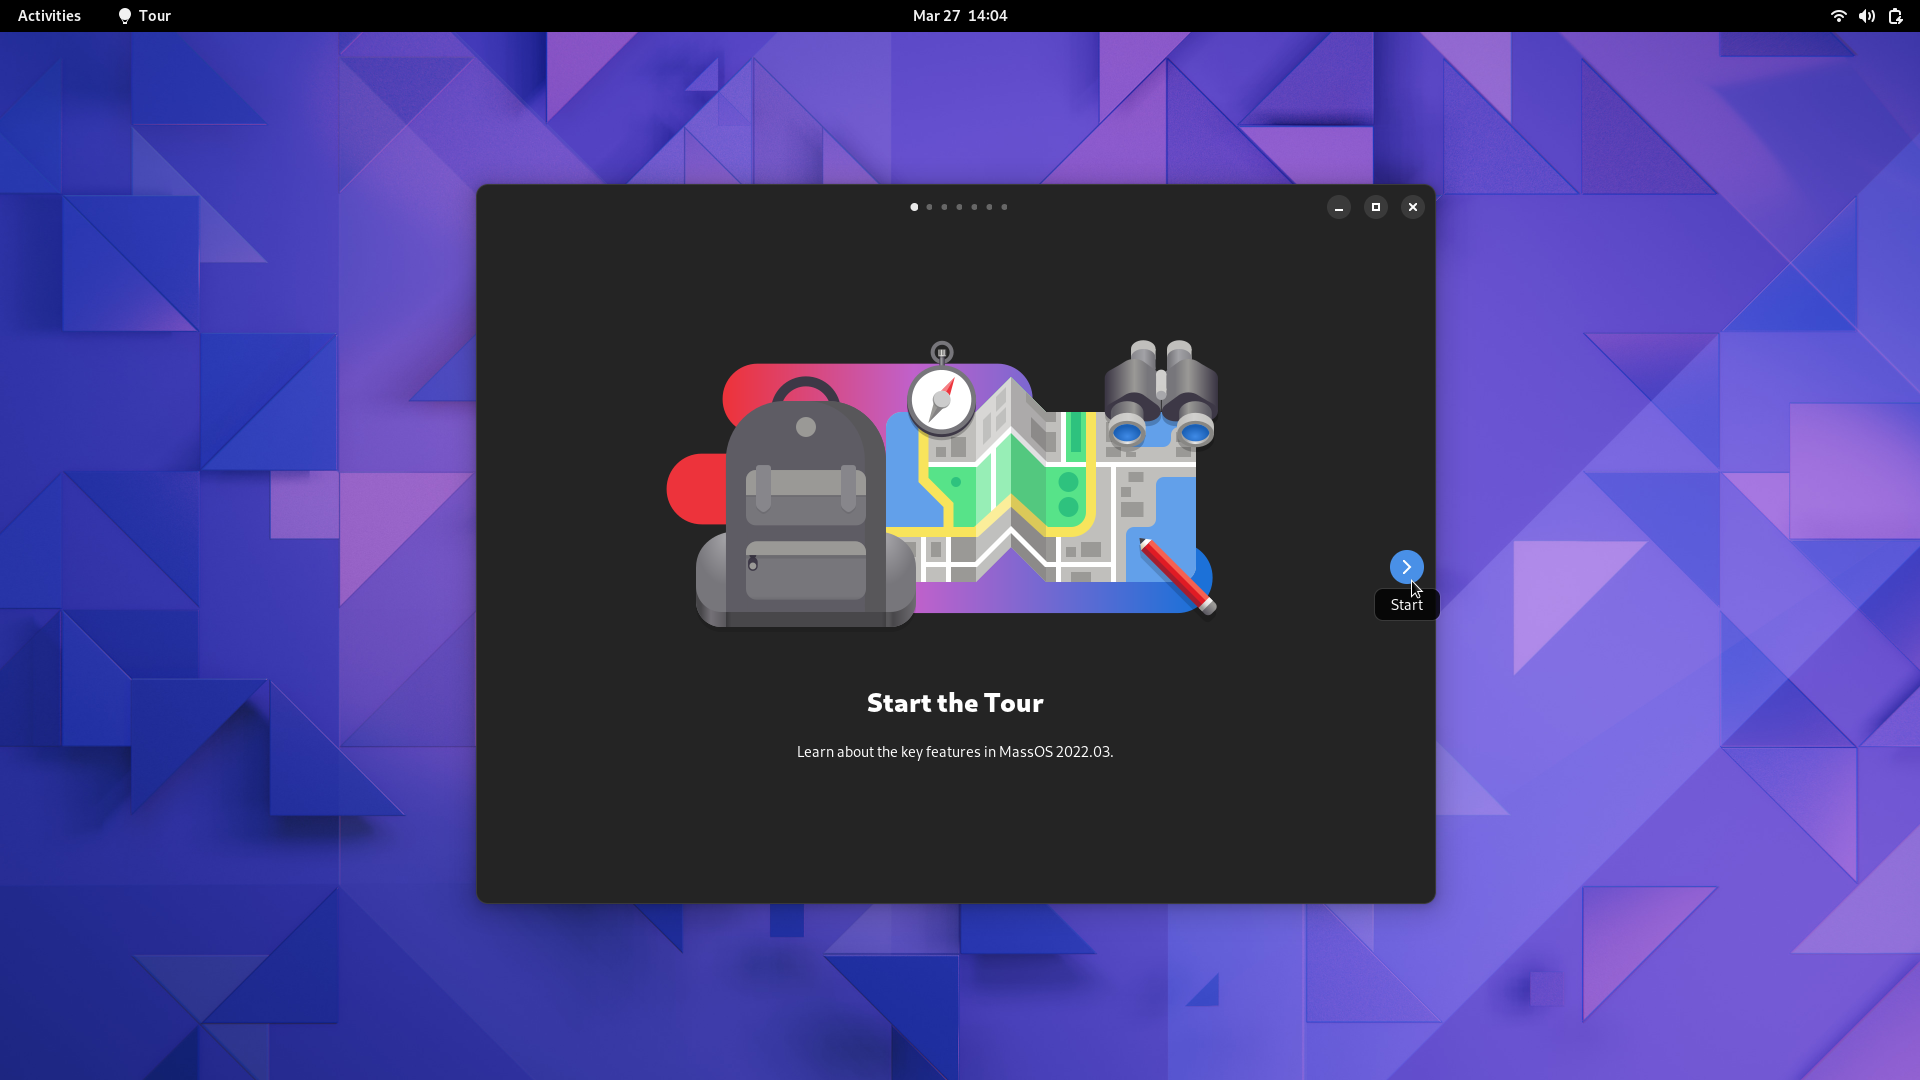 Activities Tour Mar 27 14:04
Start
Start the Tour
Learn about the key features in MassOS 2022.03.